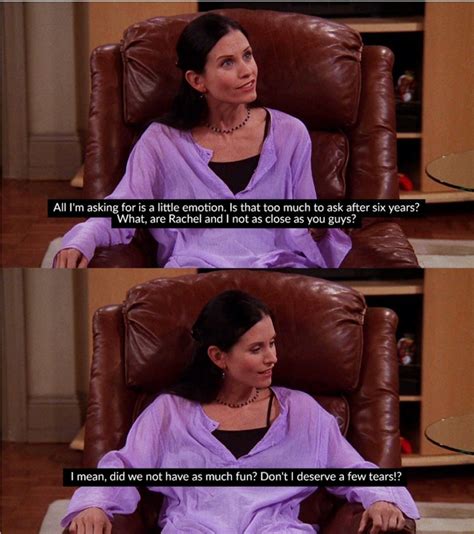 All I'm asking for is a little emotion. Is that too much to ask after six years?
What, are Rachel and I not as close as you guys?
I mean, did we not have as much fun? Don't I deserve a few tears!?